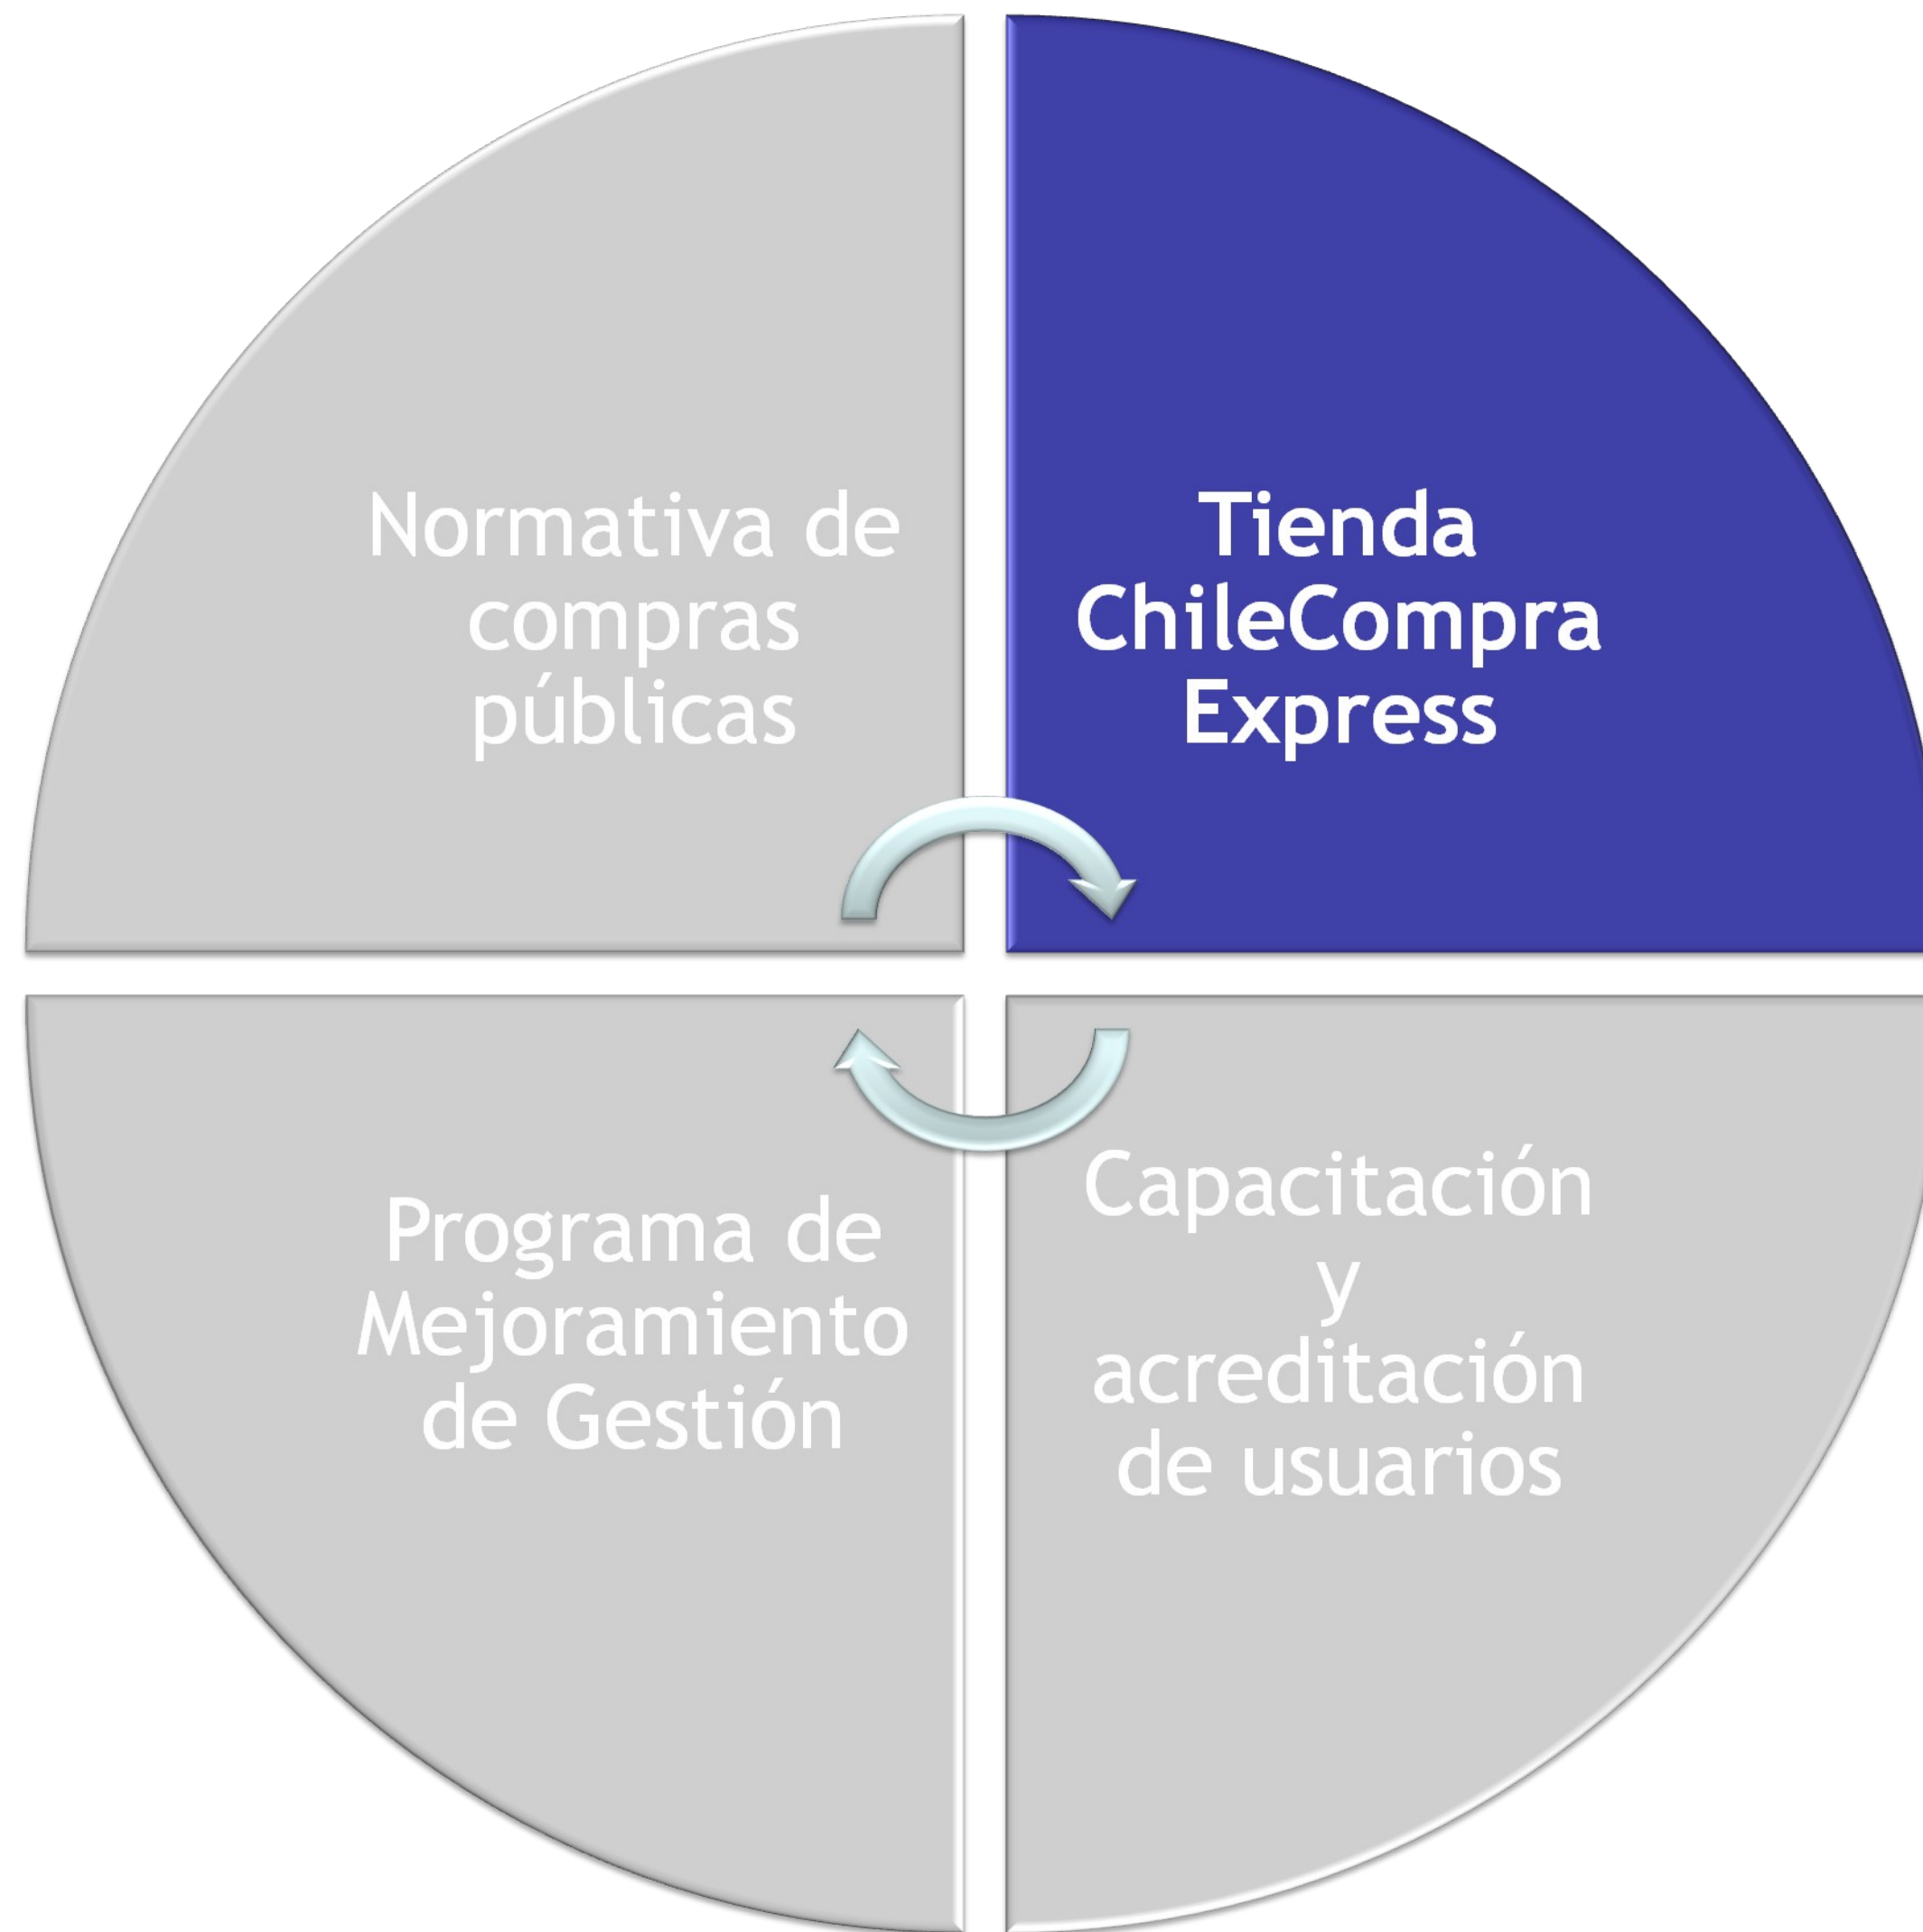 Normativa de
compras
públicas
Tienda
ChileCompra
Express
Programa de
Mejoramiento
de Gestión
Capacitación
y
acreditación
de usuarios